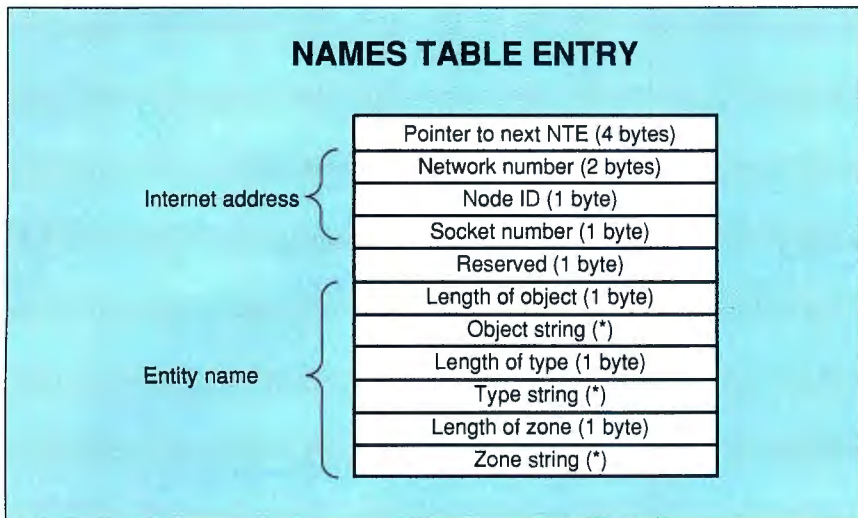 NAMES TABLE ENTRY
Pointer to next NTE (4 bytes)
Internet address
Network number (2 bytes)
Node ID (1 byte)
Socket number (1 byte)
Reserved (1 byte)
Entity name
Length of object (1 byte)
Object string (*)
Length of type (1 byte)
Type string (*)
Length of zone (1 byte)
Zone string (*)